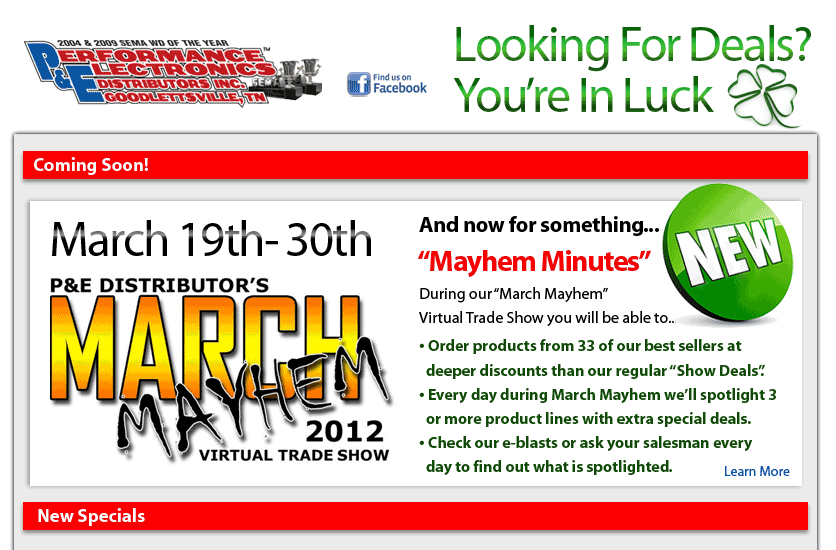 2004 & 2009 SEMA WD OF THE YEAR
PERFORMANCE
& ELECTRONICS
DISTRIBUTORS INC.
GOODLETTSVILLE, TN
Find us on
Facebook
Looking For Deals?
You're In Luck
Coming Soon!
March 19th- 30th
P&E DISTRIBUTOR'S
MARCH
MAYHEM
2012
VIRTUAL TRADE SHOW
And now for something...
"Mayhem Minutes"
NEW
During our "March Mayhem"
Virtual Trade Show you will be able to..
• Order products from 33 of our best sellers at
deeper discounts than our regular "Show Deals".
• Every day during March Mayhem we'll spotlight 3
or more product lines with extra special deals.
• Check our e-blasts or ask your salesman every
day to find out what is spotlighted.
Learn More
New Specials